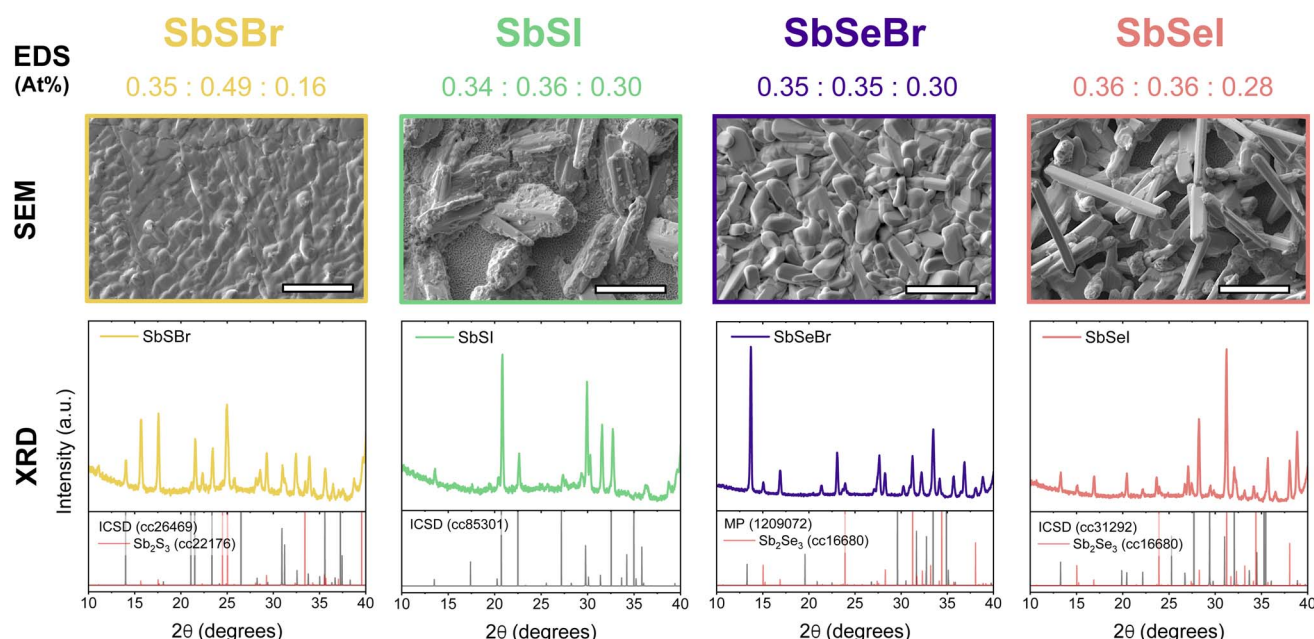 SbSBr SbSI SbSeBr SbSeI
EDS
(At%)
0.35 : 0.49 : 0.16 0.34 : 0.36 : 0.30 0.35 : 0.35 : 0.30 0.36 : 0.36 : 0.28
SEM
XRD
Intensity (a.u.)
SbSBr
ICSD (cc26469)
Sb₂S₃ (cc22176)
10 15 20 25 30 35 40
2θ (degrees)
SbSI
ICSD (cc85301)
10 15 20 25 30 35 40
2θ (degrees)
SbSeBr
MP (1209072)
Sb₂Se₃ (cc16680)
10 15 20 25 30 35 40
2θ (degrees)
SbSeI
ICSD (cc31292)
Sb₂Se₃ (cc16680)
10 15 20 25 30 35 40
2θ (degrees)